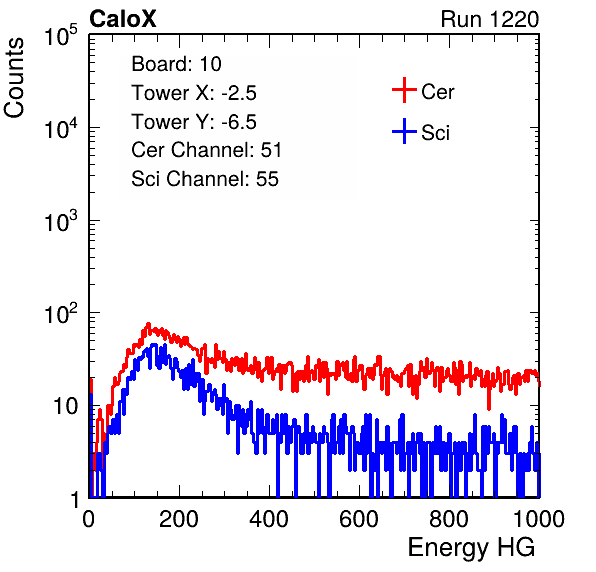 CaloX Run 1220
Counts
10^5
10^4
10^3
10^2
10
1
Board: 10
Tower X: -2.5
Tower Y: -6.5
Cer Channel: 51
Sci Channel: 55
Cer
Sci
0 200 400 600 800 1000
Energy HG